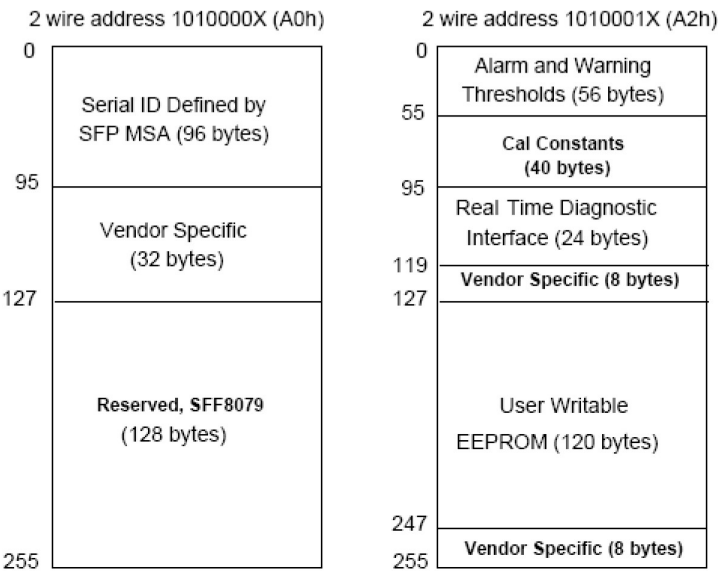 2 wire address 1010000X (A0h)
0
Serial ID Defined by
SFP MSA (96 bytes)
95
Vendor Specific
(32 bytes)
127
Reserved, SFF8079
(128 bytes)
255
2 wire address 1010001X (A2h)
0
Alarm and Warning
Thresholds (56 bytes)
55
Cal Constants
(40 bytes)
95
Real Time Diagnostic
Interface (24 bytes)
119
Vendor Specific (8 bytes)
127
User Writable
EEPROM (120 bytes)
247
Vendor Specific (8 bytes)
255